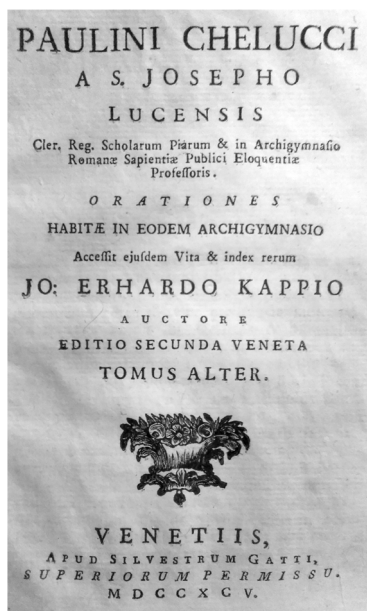 PAULINI CHELUCCI
A S. JOSEPHO
LUCENSIS
Cler. Reg. Scholarum Piarum & in Archigymnasio
Romanæ Sapientiæ Publici Eloquentiæ
Professoris.
ORATIONES
HABITÆ IN EODEM ARCHIGYMNASIO
Accessit ejusdem Vita & index rerum
JO: ERHARDO KAPPIO
AUCTORE
EDITIO SECUNDA VENETA
TOMUS ALTER.
VENETIIS,
APUD SILVESTRUM GATTI,
SUPERIORUM PERMISSU.
MDCCXCV.